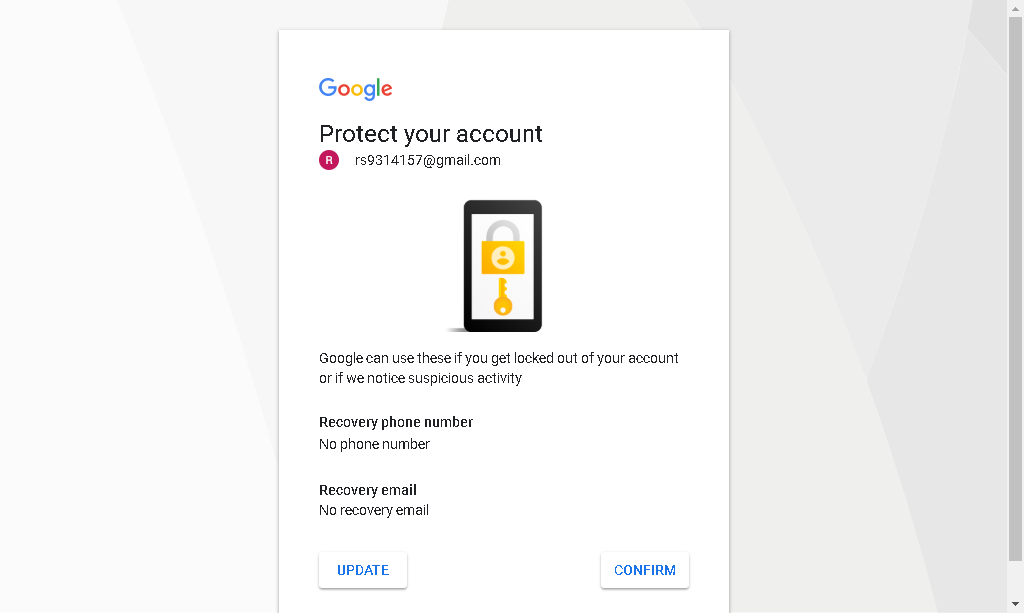 Google
Protect your account
R rs9314157@gmail.com
Google can use these if you get locked out of your account
or if we notice suspicious activity
Recovery phone number
No phone number
Recovery email
No recovery email
UPDATE CONFIRM